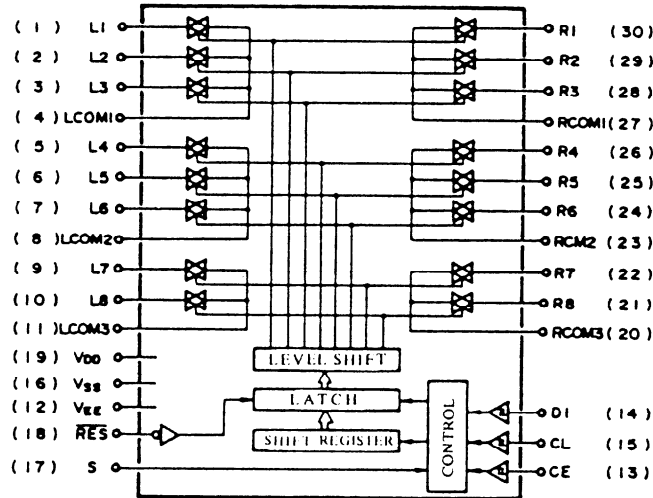 ( 1 ) L1 R1 (30)
( 2 ) L2 R2 (29)
( 3 ) L3 R3 (28)
( 4 ) LCOM1 RCOM1 (27)
( 5 ) L4 R4 (26)
( 6 ) L5 R5 (25)
( 7 ) L6 R6 (24)
( 8 ) LCOM2 RCM2 (23)
( 9 ) L7 R7 (22)
(10) L8 R8 (21)
(11) LCOM3 RCOM3 (20)
(19) VDD LEVEL SHIFT
(16) VSS
(12) VEE LATCH DI (14)
(18) RES SHIFT REGISTER CONTROL CL (15)
(17) S CE (13)